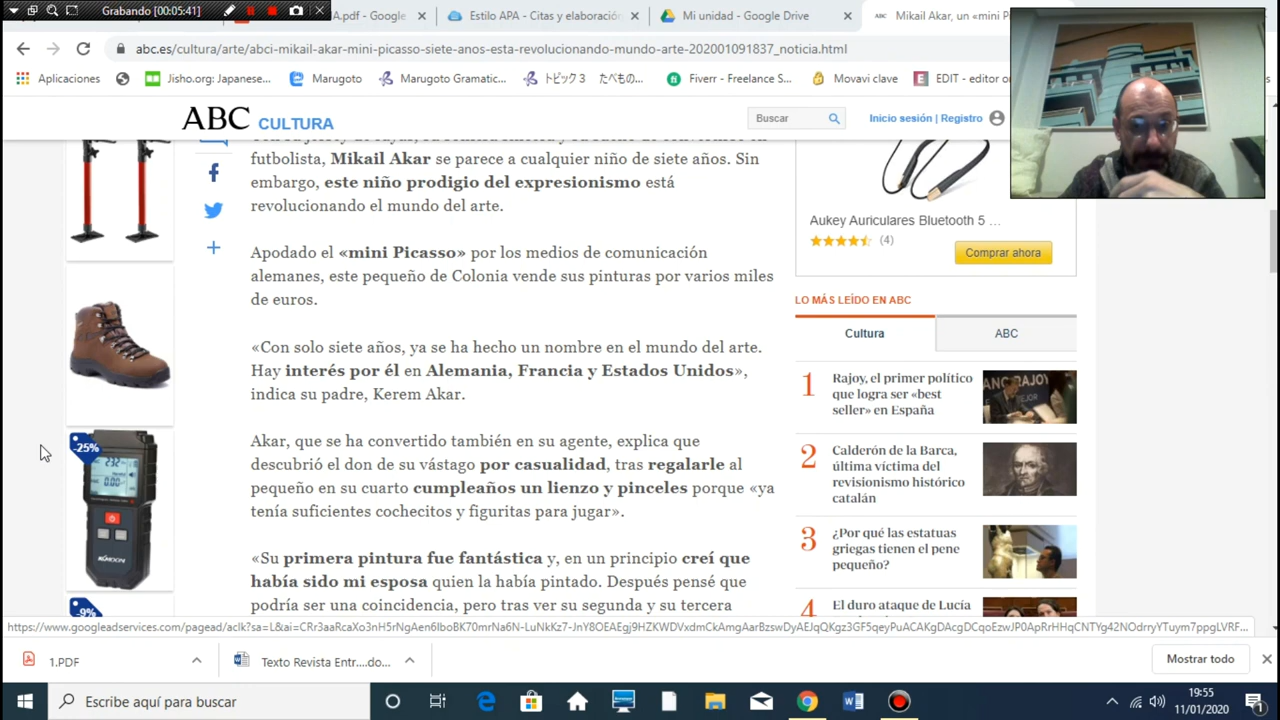 Grabando [00:05:41]
A.pdf - Google
Estilo APA - Citas y elaboración
Mi unidad - Google Drive
ABC
Mikail Akar, un «mini P
abc.es/cultura/arte/abci-mikail-akar-mini-picasso-siete-anos-esta-revolucionando-mundo-arte-202001091837_noticia.html
Aplicaciones
Jisho.org: Japanese...
Marugoto
Marugoto Gramatic...
トピック3 たべもの...
Fiverr - Freelance S...
Movavi clave
EDIT - editor o
ABC CULTURA
Buscar
Inicio sesión | Registro
futbolista, Mikail Akar se parece a cualquier niño de siete años. Sin
embargo, este niño prodigio del expresionismo está
revolucionando el mundo del arte.
Apodado el «mini Picasso» por los medios de comunicación
alemanes, este pequeño de Colonia vende sus pinturas por varios miles
de euros.
«Con solo siete años, ya se ha hecho un nombre en el mundo del arte.
Hay interés por él en Alemania, Francia y Estados Unidos»,
indica su padre, Kerem Akar.
Akar, que se ha convertido también en su agente, explica que
descubrió el don de su vástago por casualidad, tras regalarle al
pequeño en su cuarto cumpleaños un lienzo y pinceles porque «ya
tenía suficientes cochecitos y figuritas para jugar».
«Su primera pintura fue fantástica y, en un principio creí que
había sido mi esposa quien la había pintado. Después pensé que
podría ser una coincidencia, pero tras ver su segunda y su tercera
-25%
-9%
Aukey Auriculares Bluetooth 5 ...
(4)
Comprar ahora
LO MÁS LEÍDO EN ABC
Cultura
ABC
1
Rajoy, el primer político
que logra ser «best
seller» en España
2
Calderón de la Barca,
última víctima del
revisionismo histórico
catalán
3
¿Por qué las estatuas
griegas tienen el pene
pequeño?
4
El duro ataque de Lucía
1.PDF
Texto Revista Entr....do...
Mostrar todo
Escribe aquí para buscar
19:55
11/01/2020